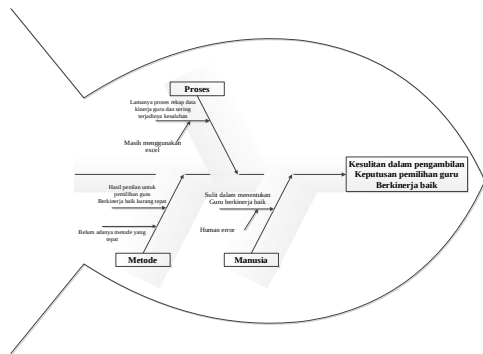 Proses
Lamanya proses rekap data
kinerja guru dan sering
terjadinya kesalahan
Masih menggunakan
excel
Kesulitan dalam pengambilan
Keputusan pemilihan guru
Berkinerja baik
Hasil penilan untuk
pemilihan guru
Berkinerja baik kurang tepat
Sulit dalam menentukan
Guru berkinerja baik
Belum adanya metode yang
tepat
Human error
Metode
Manusia